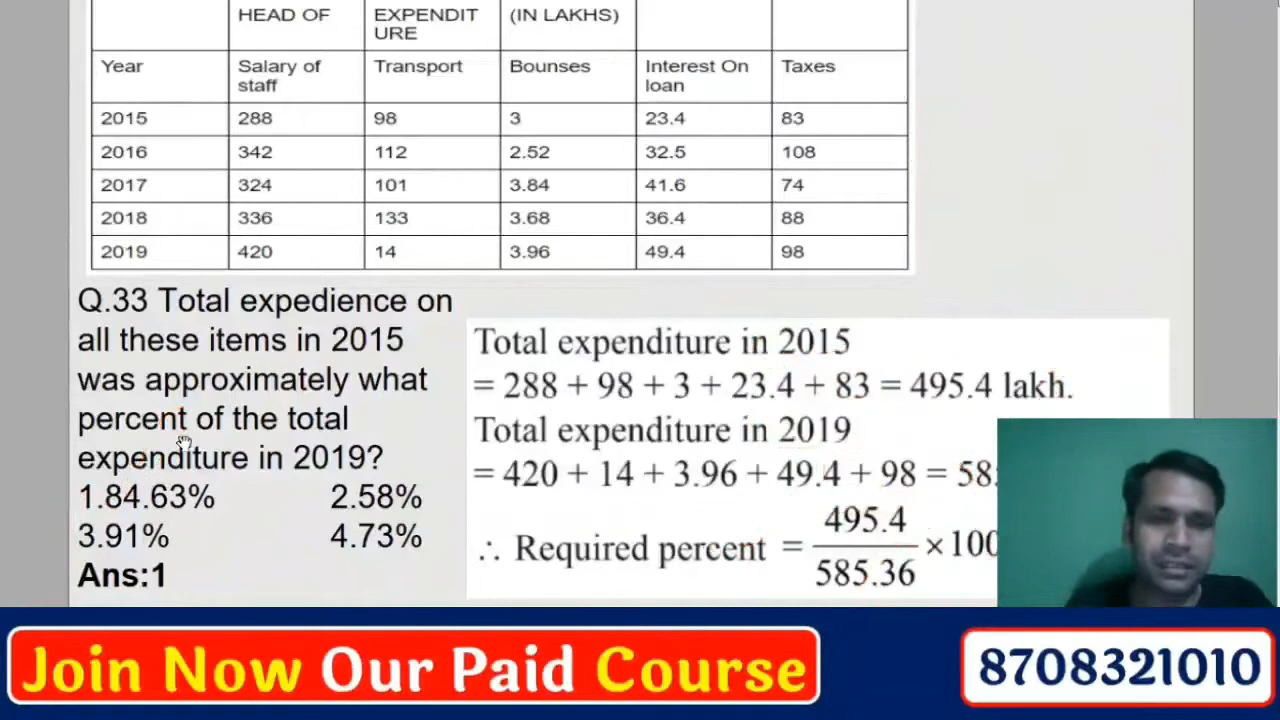 HEAD OF EXPENDIT (IN LAKHS)
URE
Year Salary of Transport Bounses Interest On Taxes
staff loan
2015 288 98 3 23.4 83
2016 342 112 2.52 32.5 108
2017 324 101 3.84 41.6 74
2018 336 133 3.68 36.4 88
2019 420 14 3.96 49.4 98
Q.33 Total expedience on
all these items in 2015
was approximately what
percent of the total
expenditure in 2019?
1.84.63% 2.58%
3.91% 4.73%
Ans:1
Total expenditure in 2015
= 288 + 98 + 3 + 23.4 + 83 = 495.4 lakh.
Total expenditure in 2019
= 420 + 14 + 3.96 + 49.4 + 98 = 58
∴ Required percent = 495.4/585.36 ×100
Join Now Our Paid Course
8708321010